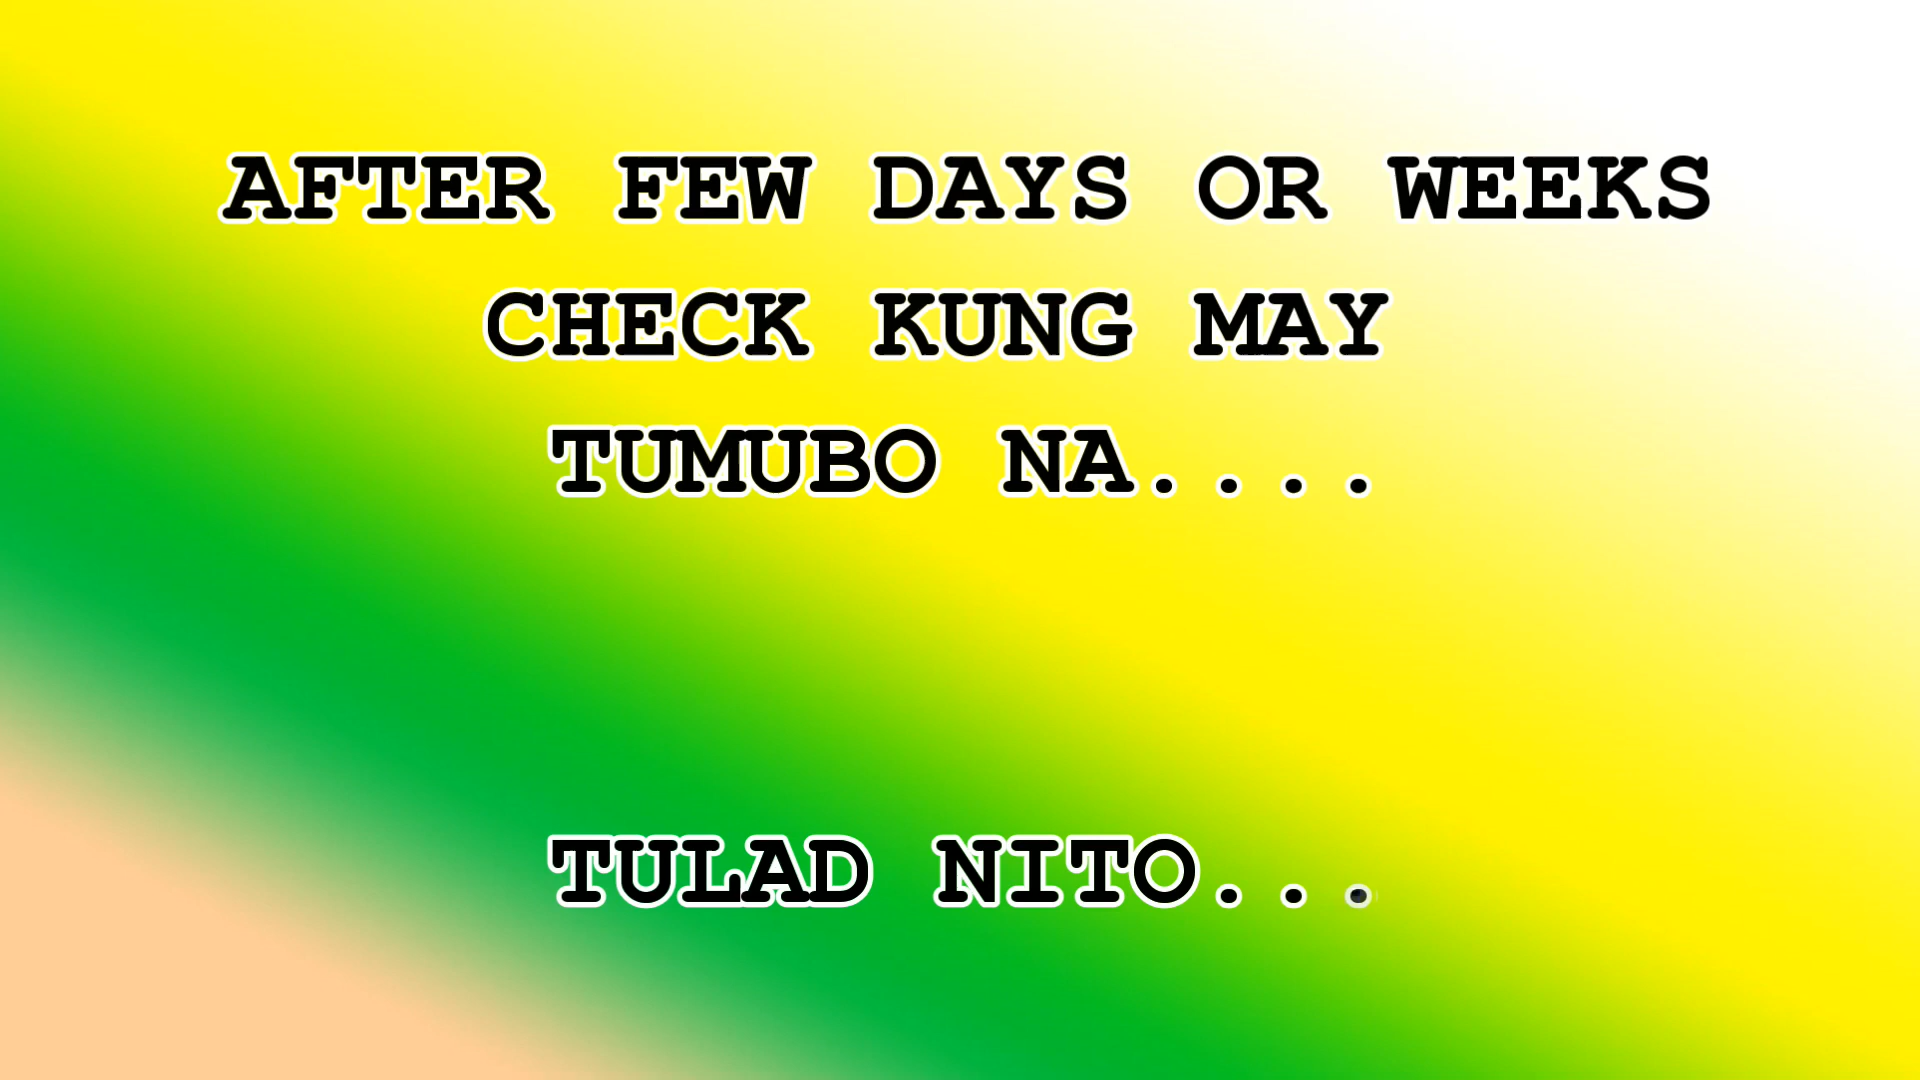 AFTER FEW DAYS OR WEEKS
CHECK KUNG MAY
TUMUBO NA....
TULAD NITO...